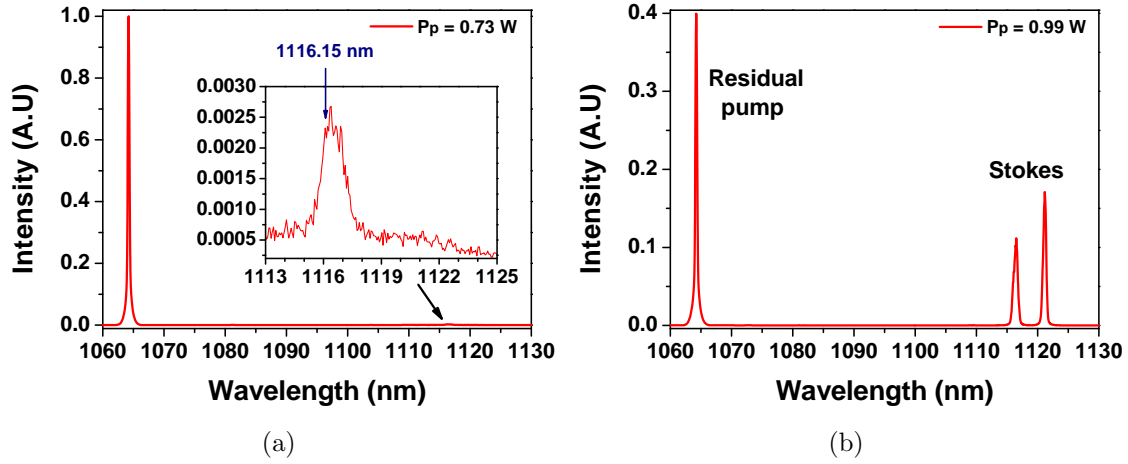 Pp = 0.73 W
1116.15 nm
0.0030
0.0025
0.0020
0.0015
0.0010
0.0005
1113 1116 1119 1122 1125
1.0
0.8
0.6
0.4
0.2
0.0
Intensity (A.U)
1060 1070 1080 1090 1100 1110 1120 1130
Wavelength (nm)
(a)
Pp = 0.99 W
Residual
pump
Stokes
0.4
0.3
0.2
0.1
0.0
Intensity (A.U)
1060 1070 1080 1090 1100 1110 1120 1130
Wavelength (nm)
(b)